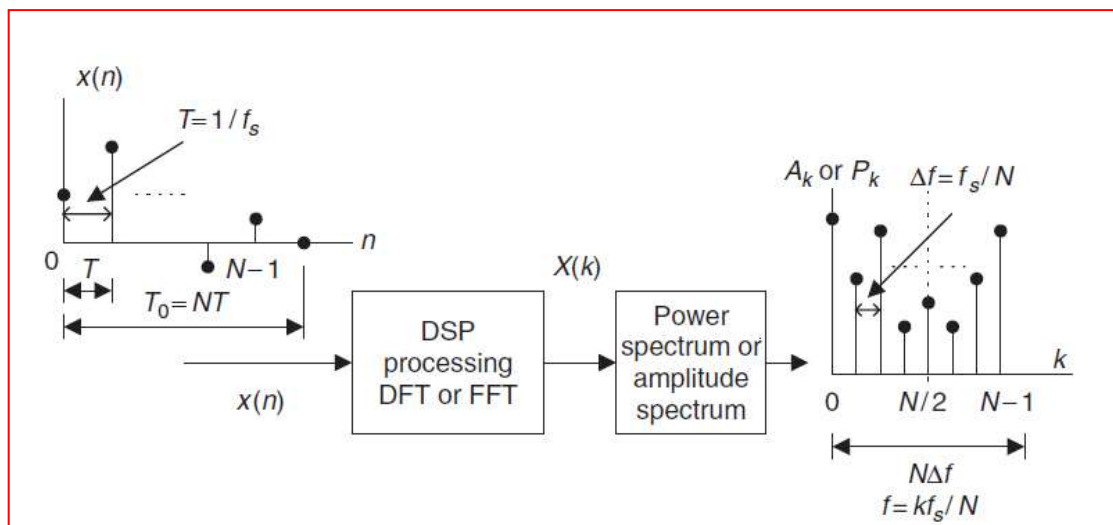 x(n)
T=1/f_s
0
T
N−1
n
T_0=NT
x(n)
DSP
processing
DFT or FFT
X(k)
Power
spectrum or
amplitude
spectrum
A_k or P_k
Δf=f_s/N
k
0
N/2
N−1
NΔf
f=kf_s/N